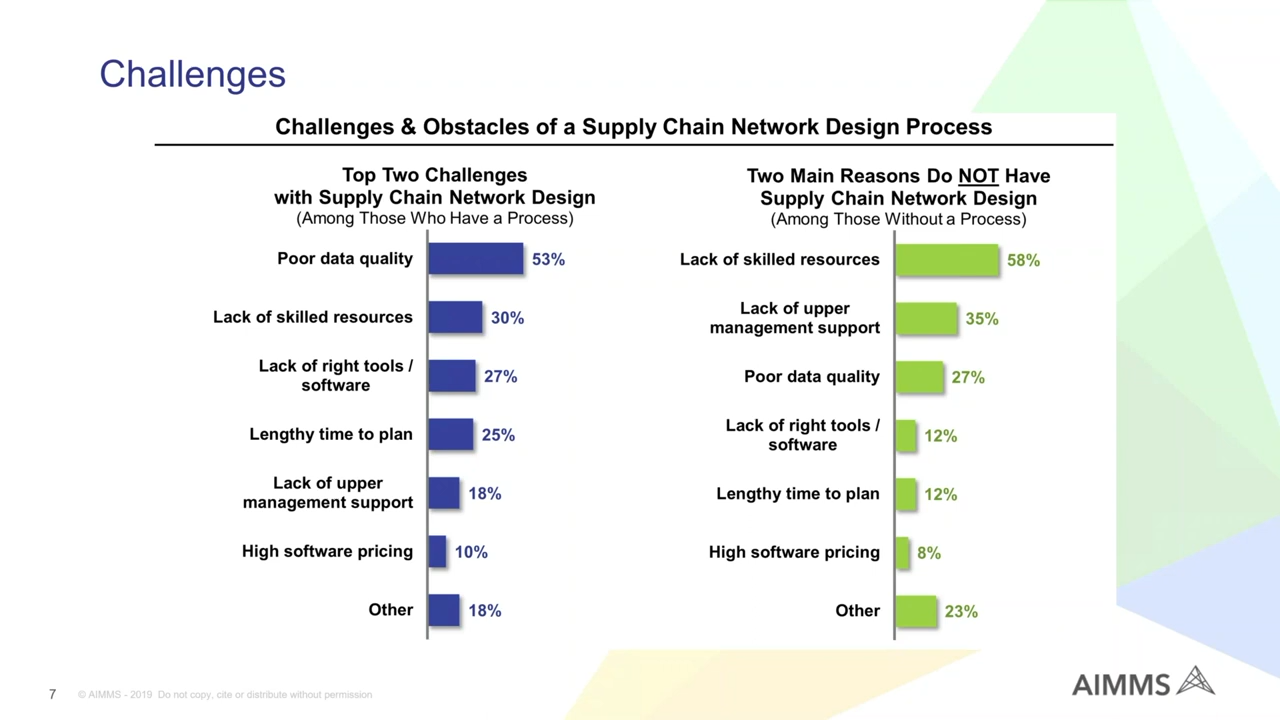 Challenges
Challenges & Obstacles of a Supply Chain Network Design Process
Top Two Challenges
with Supply Chain Network Design
(Among Those Who Have a Process)
Poor data quality 53%
Lack of skilled resources 30%
Lack of right tools /
software 27%
Lengthy time to plan 25%
Lack of upper
management support 18%
High software pricing 10%
Other 18%
Two Main Reasons Do NOT Have
Supply Chain Network Design
(Among Those Without a Process)
Lack of skilled resources 58%
Lack of upper
management support 35%
Poor data quality 27%
Lack of right tools /
software 12%
Lengthy time to plan 12%
High software pricing 8%
Other 23%
7 © AIMMS - 2019 Do not copy, cite or distribute without permission
AIMMS